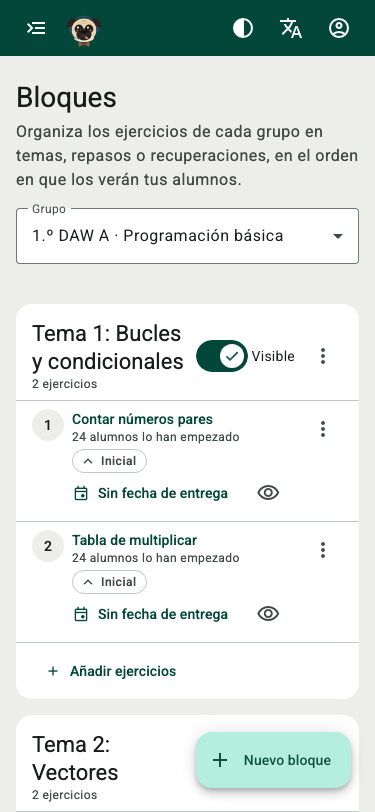 Bloques
Organiza los ejercicios de cada grupo en
temas, repasos o recuperaciones, en el orden
en que los verán tus alumnos.
Grupo
1.º DAW A · Programación básica
Tema 1: Bucles
y condicionales
Visible
2 ejercicios
1
Contar números pares
24 alumnos lo han empezado
Inicial
Sin fecha de entrega
2
Tabla de multiplicar
24 alumnos lo han empezado
Inicial
Sin fecha de entrega
Añadir ejercicios
Tema 2:
Vectores
2 ejercicios
Nuevo bloque